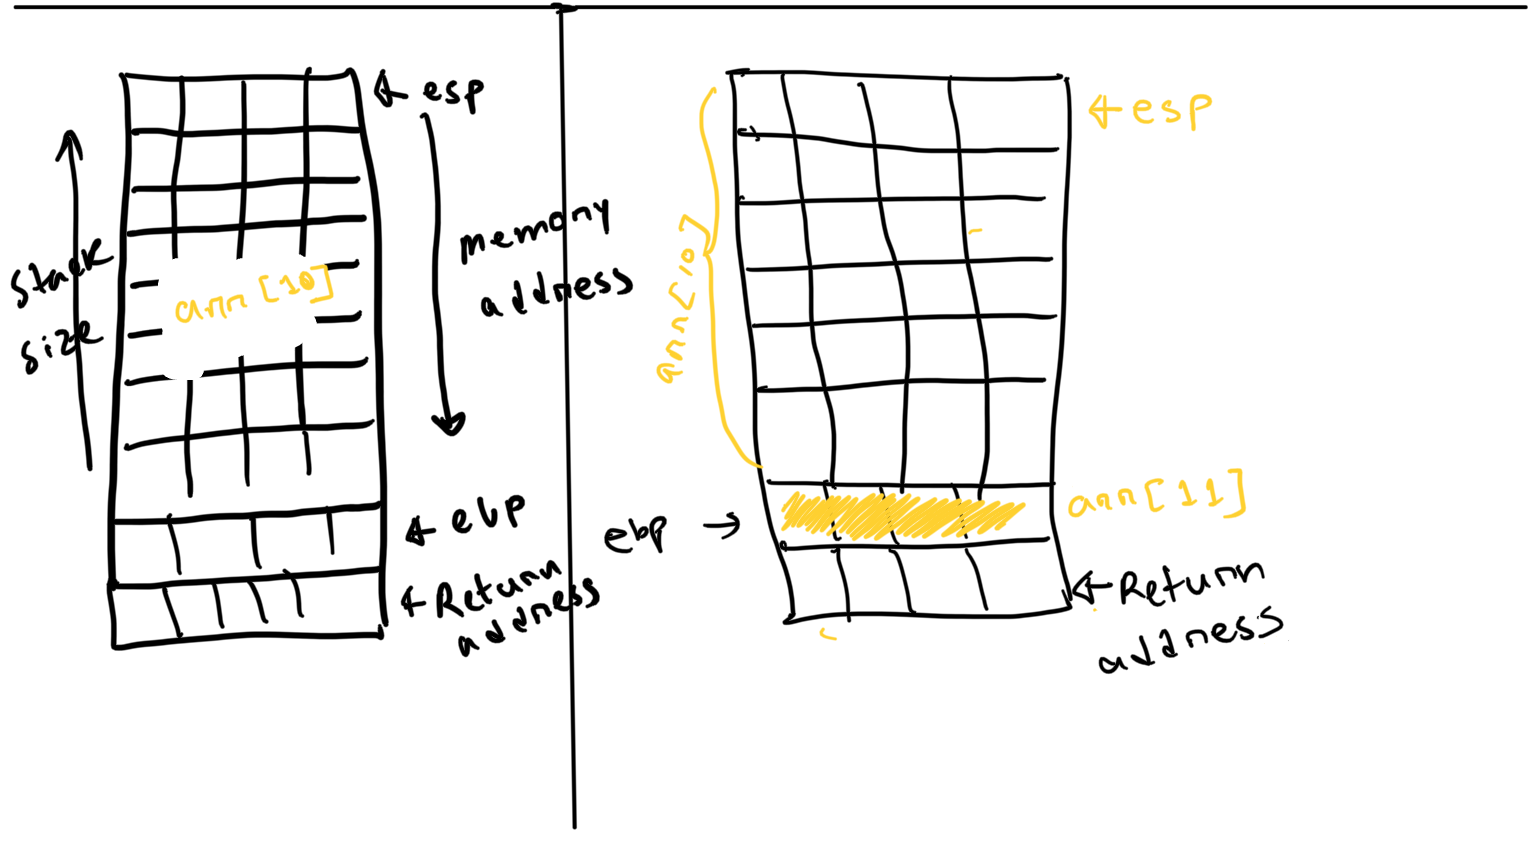 ← esp
stack
size
arr [10]
memory
address
← ebp
← Return
address
← esp
arr[10]
arr[11]
ebp →
← Return
address